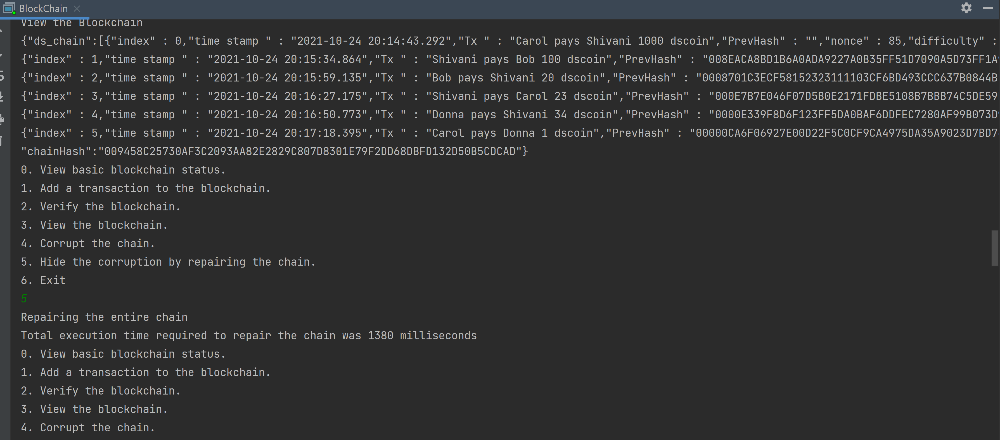 BlockChain
View the Blockchain
{"ds_chain":[{"index" : 0,"time stamp " : "2021-10-24 20:14:43.292","Tx " : "Carol pays Shivani 1000 dscoin","PrevHash" : "","nonce" : 85,"difficulty" :
{"index" : 1,"time stamp " : "2021-10-24 20:15:34.864","Tx " : "Shivani pays Bob 100 dscoin","PrevHash" : "008EACA8BD1B6A0ADA9227A0B35FF51D7090A5D73FF1A
{"index" : 2,"time stamp " : "2021-10-24 20:15:59.135","Tx " : "Bob pays Shivani 20 dscoin","PrevHash" : "0008701C3ECF58152323111103CF6BD493CCC637B0844B
{"index" : 3,"time stamp " : "2021-10-24 20:16:27.175","Tx " : "Shivani pays Carol 23 dscoin","PrevHash" : "000E7B7E046F07D5B0E2171FDBE5108B7BBB74C5DE59
{"index" : 4,"time stamp " : "2021-10-24 20:16:50.773","Tx " : "Donna pays Shivani 34 dscoin","PrevHash" : "0000E339F8D6F123FF5DA0BAF6DDFEC7280AF99B073D
{"index" : 5,"time stamp " : "2021-10-24 20:17:18.395","Tx " : "Carol pays Donna 1 dscoin","PrevHash" : "00000CA6F06927E00D22F5C0CF9CA4975DA35A9023D7BD7
"chainHash":"009458C25730AF3C2093AA82E2829C807D8301E79F2DD68DBFD132D50B5CDCAD"}
0. View basic blockchain status.
1. Add a transaction to the blockchain.
2. Verify the blockchain.
3. View the blockchain.
4. Corrupt the chain.
5. Hide the corruption by repairing the chain.
6. Exit
5
Repairing the entire chain
Total execution time required to repair the chain was 1380 milliseconds
0. View basic blockchain status.
1. Add a transaction to the blockchain.
2. Verify the blockchain.
3. View the blockchain.
4. Corrupt the chain.